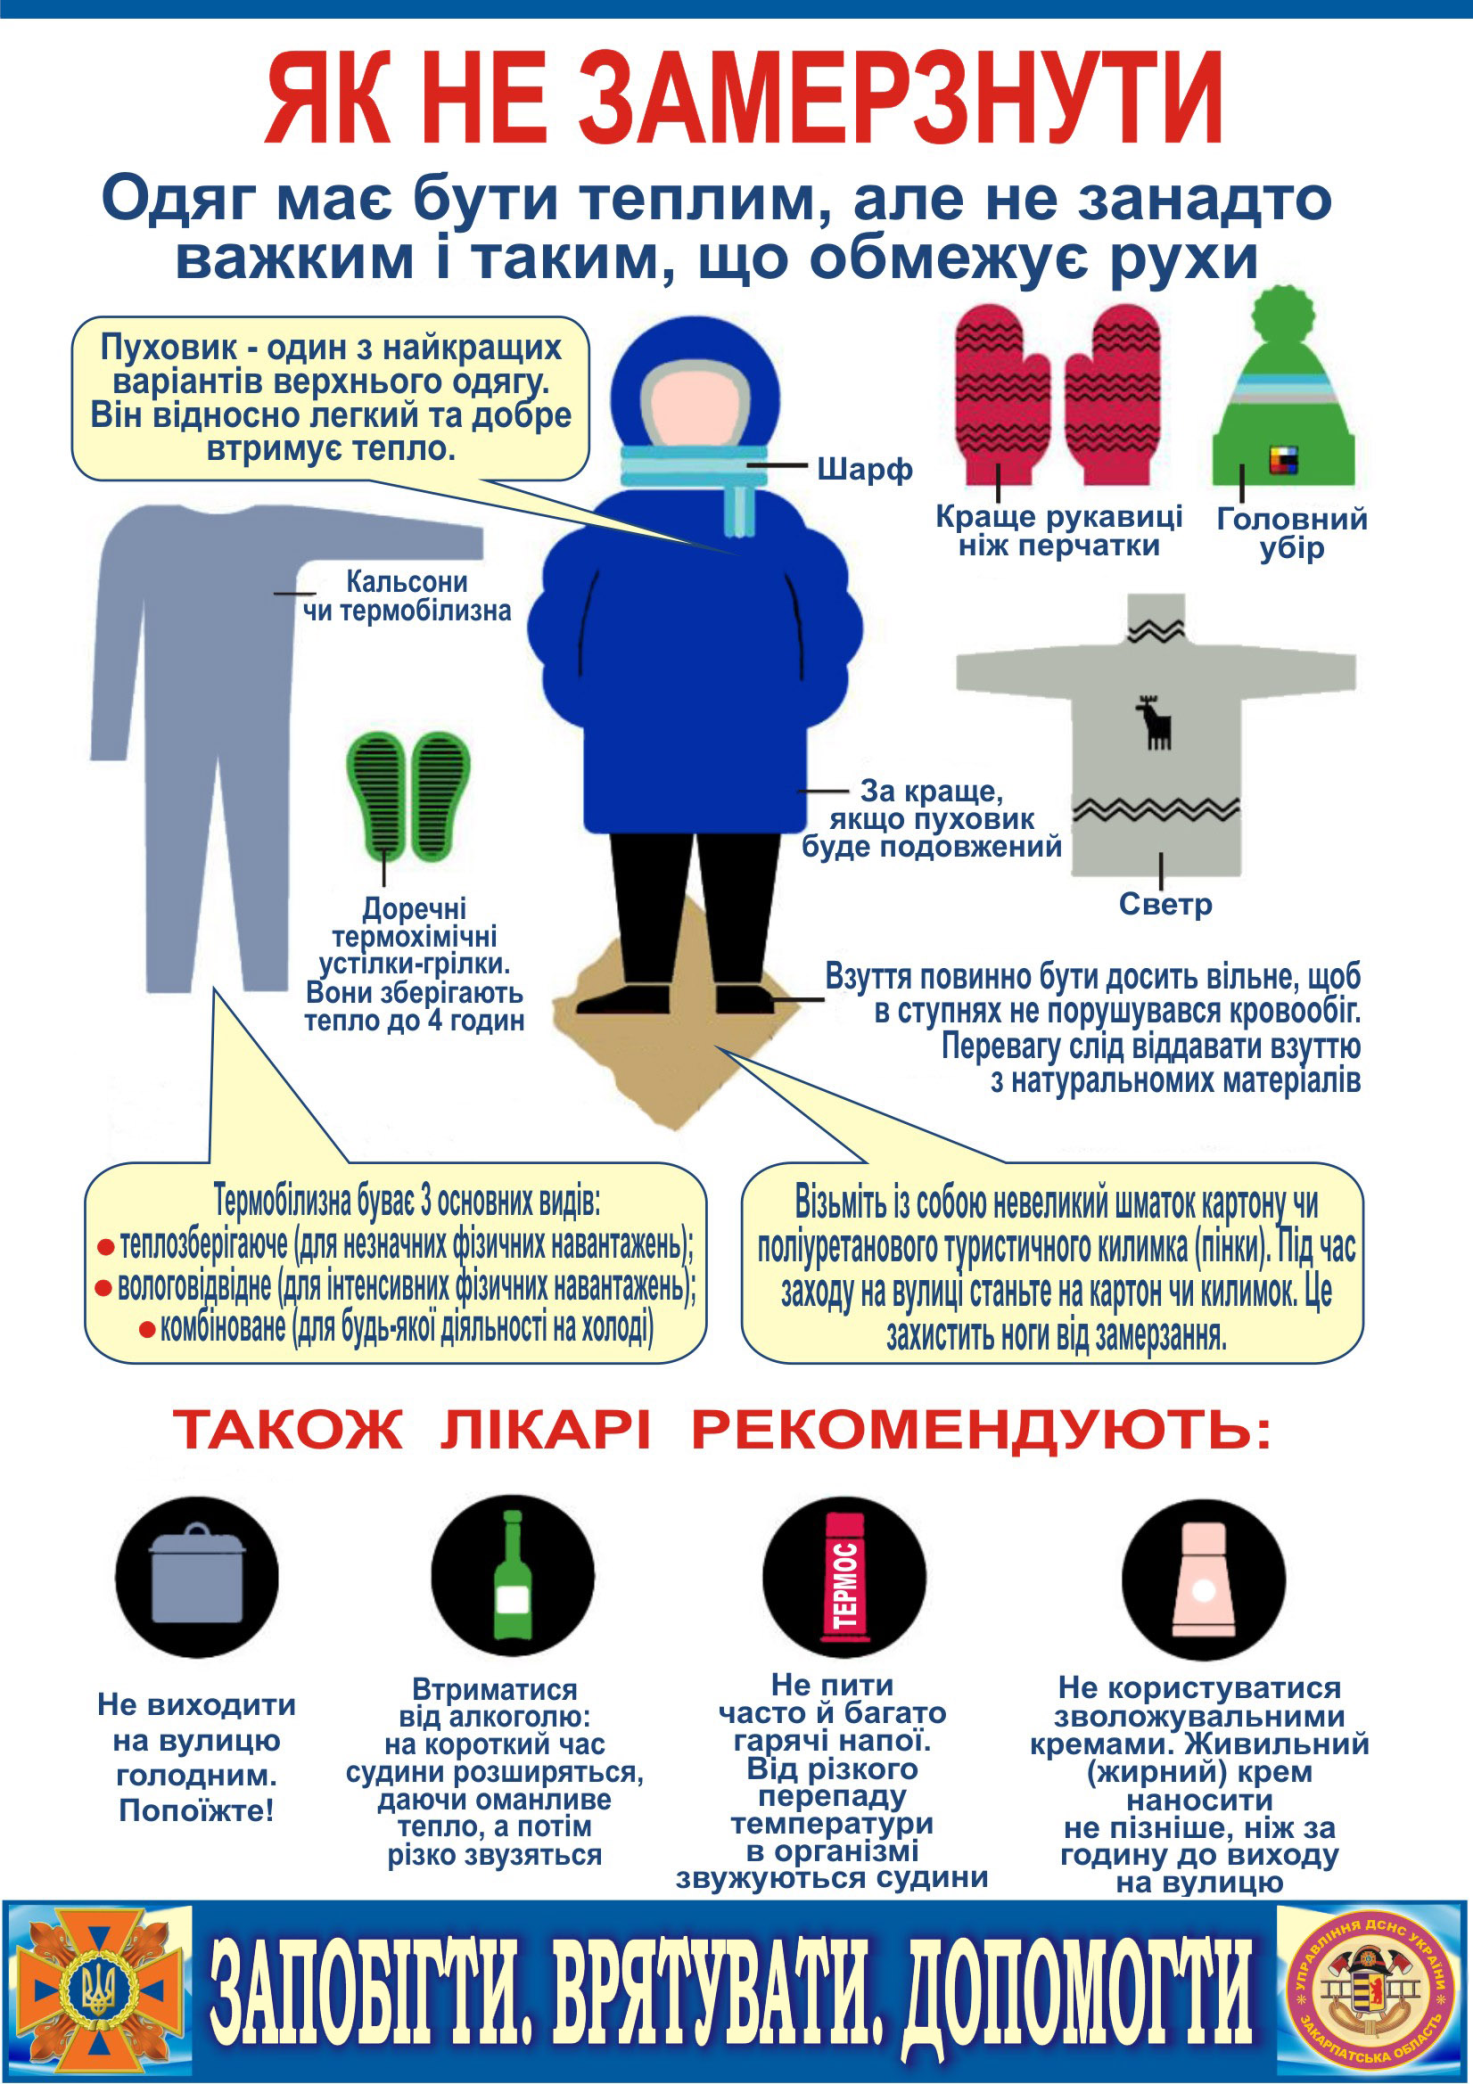 ЯК НЕ ЗАМЕРЗНУТИ
Одяг має бути теплим, але не занадто
важким і таким, що обмежує рухи
Пуховик - один з найкращих
варіантів верхнього одягу.
Він відносно легкий та добре
втримує тепло.
Шарф
Краще рукавиці
ніж перчатки
Головний
убір
Кальсони
чи термобілизна
За краще,
якщо пуховик
буде подовжений
Светр
Доречні
термохімічні
устілки-грілки.
Вони зберігають
тепло до 4 годин
Взуття повинно бути досить вільне, щоб
в ступнях не порушувався кровообіг.
Перевагу слід віддавати взуттю
з натуральномих матеріалів
Термобілизна буває 3 основних видів:
• теплозберігаюче (для незначних фізичних навантажень);
• вологовідвідне (для інтенсивних фізичних навантажень);
• комбіноване (для будь-якої діяльності на холоді)
Візьміть із собою невеликий шматок картону чи
поліуретанового туристичного килимка (пінки). Під час
заходу на вулиці станьте на картон чи килимок. Це
захистить ноги від замерзання.
ТАКОЖ ЛІКАРІ РЕКОМЕНДУЮТЬ:
ТЕРМОС
Не виходити
на вулицю
голодним.
Попоїжте!
Втриматися
від алкоголю:
на короткий час
судини розширяться,
даючи оманливе
тепло, а потім
різко звузяться
Не пити
часто й багато
гарячі напої.
Від різкого
перепаду
температури
в організмі
звужуються судини
Не користуватися
зволожувальними
кремами. Живильний
(жирний) крем
наносити
не пізніше, ніж за
годину до виходу
на вулицю
ЗАПОБІГТИ. ВРЯТУВАТИ. ДОПОМОГТИ
УПРАВЛІННЯ ДСНС УКРАЇНИ
ЗАКАРПАТСЬКА ОБЛАСТЬ